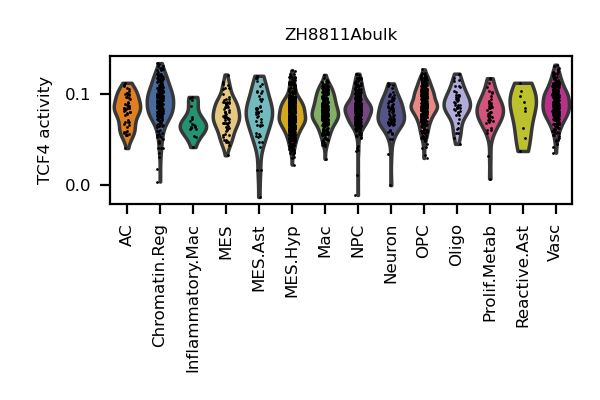 ZH8811Abulk
TCF4 activity
0.1
0.0
AC
Chromatin.Reg
Inflammatory.Mac
MES
MES.Ast
MES.Hyp
Mac
NPC
Neuron
OPC
Oligo
Prolif.Metab
Reactive.Ast
Vasc